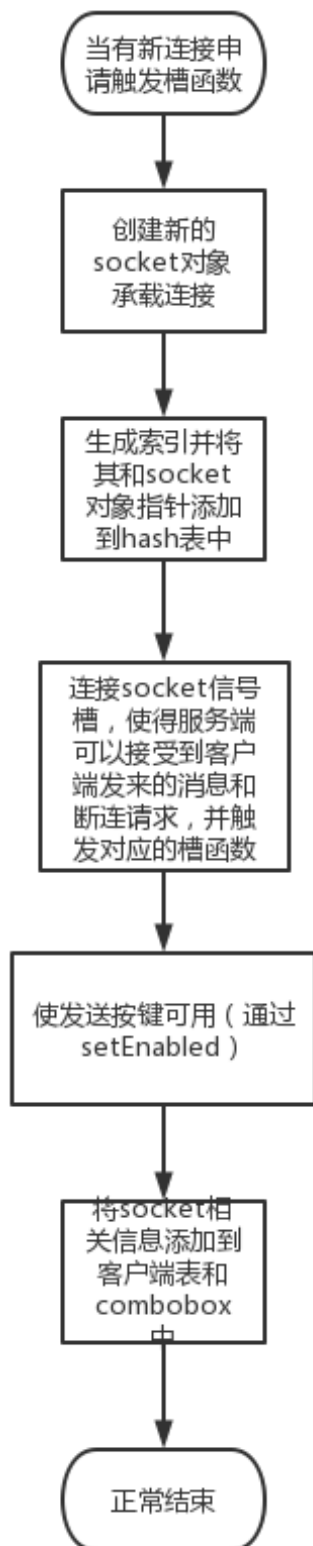 当有新连接申
请触发槽函数
创建新的
socket对象
承载连接
生成索引并将
其和socket
对象指针添加
到hash表中
连接socket信号
槽，使得服务端
可以接受到客户
端发来的消息和
断连请求，并触
发对应的槽函数
使发送按键可用（通过
setEnabled）
将socket相
关信息添加到
客户端表和
combobox
中
正常结束